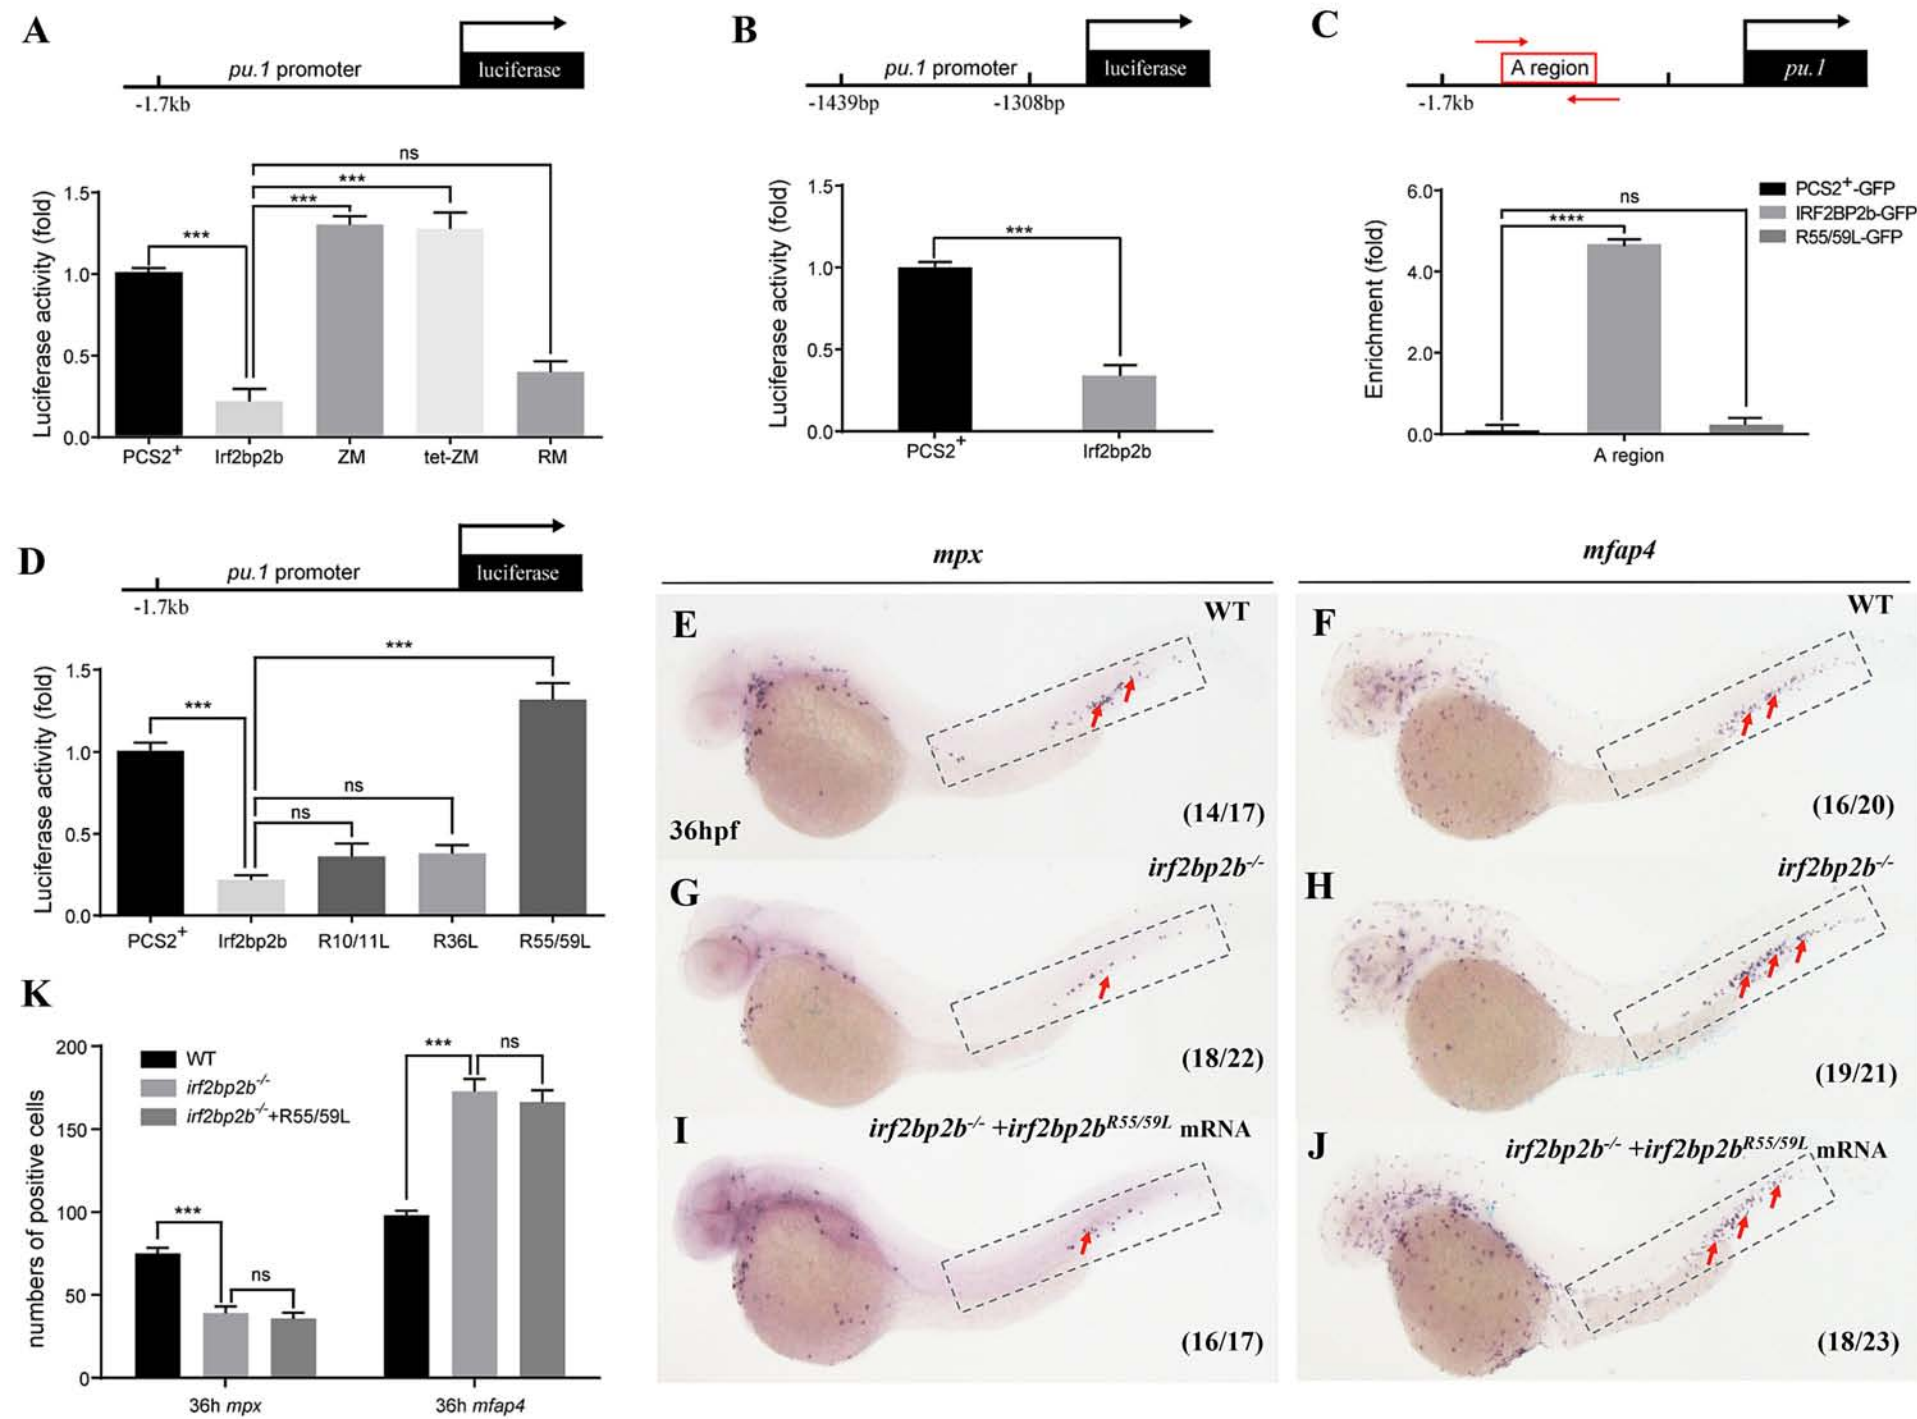 A
pu.1 promoter
luciferase
-1.7kb
Luciferase activity (fold)
1.5
1.0
0.5
0.0
***
***
***
ns
PCS2+
Irf2bp2b
ZM
tet-ZM
RM
B
pu.1 promoter
luciferase
-1439bp
-1308bp
Luciferase activity (fold)
1.5
1.0
0.5
0.0
***
PCS2+
Irf2bp2b
C
A region
pu.1
-1.7kb
Enrichment (fold)
6.0
4.0
2.0
0.0
ns
****
PCS2+-GFP
IRF2BP2b-GFP
R55/59L-GFP
A region
D
pu.1 promoter
luciferase
-1.7kb
Luciferase activity (fold)
1.5
1.0
0.5
0.0
***
***
ns
ns
PCS2+
Irf2bp2b
R10/11L
R36L
R55/59L
mpx
mfap4
E
WT
36hpf
(14/17)
F
WT
(16/20)
G
irf2bp2b-/-
(18/22)
H
irf2bp2b-/-
(19/21)
I
irf2bp2b-/- +irf2bp2bR55/59L mRNA
(16/17)
J
irf2bp2b-/- +irf2bp2bR55/59L mRNA
(18/23)
K
numbers of positive cells
200
150
100
50
0
WT
irf2bp2b-/-
irf2bp2b-/-+R55/59L
***
ns
***
ns
36h mpx
36h mfap4